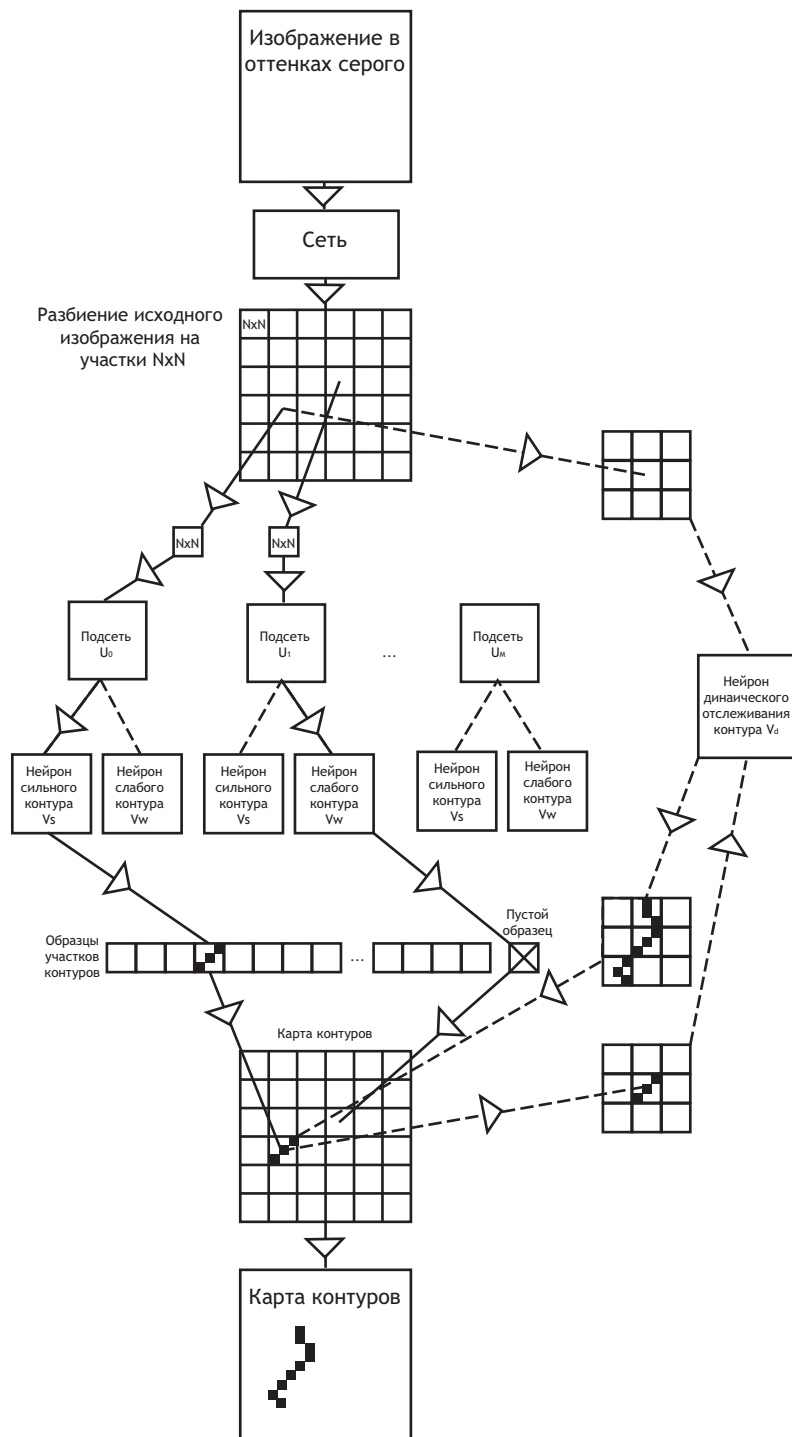 Изображение в
оттенках серого
Сеть
Разбиение исходного
изображения на
участки NxN
NxN
NxN
NxN
Подсеть
U₀
Подсеть
U₁
...
Подсеть
Uₘ
Нейрон
динаического
отслеживания
контура Vd
Нейрон
сильного
контура
Vs
Нейрон
слабого
контура
Vw
Нейрон
сильного
контура
Vs
Нейрон
слабого
контура
Vw
Нейрон
сильного
контура
Vs
Нейрон
слабого
контура
Vw
Образцы
участков
контуров
...
Пустой
образец
Карта контуров
Карта контуров